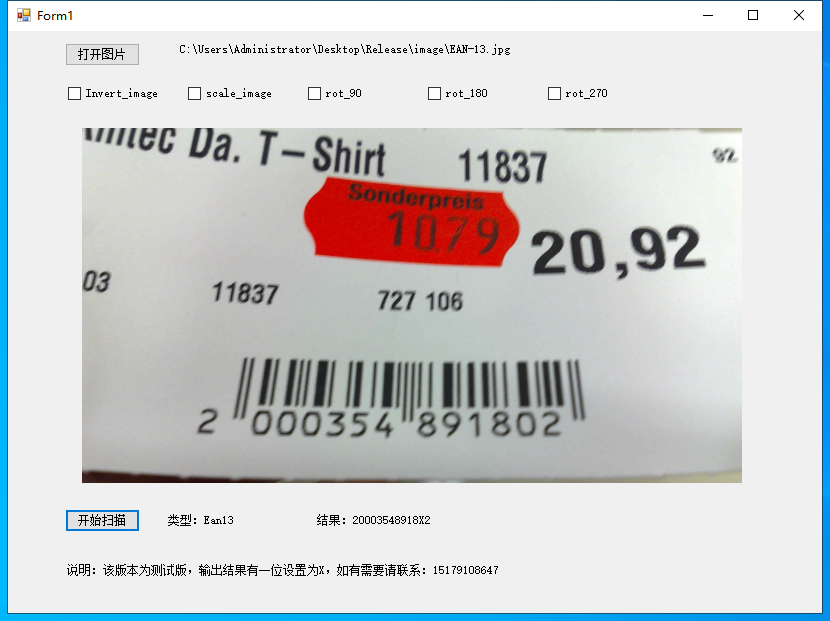 Form1
打开图片 C:\Users\Administrator\Desktop\Release\image\EAN-13.jpg
Invert_image scale_image rot_90 rot_180 rot_270
Da. T-Shirt 11837 92
Sonderpreis
10.79
20,92
03 11837 727 106
2 000354 891802
开始扫描 类型：Ean13 结果：20003548918X2
说明：该版本为测试版，输出结果有一位设置为X，如有需要请联系：15179108647